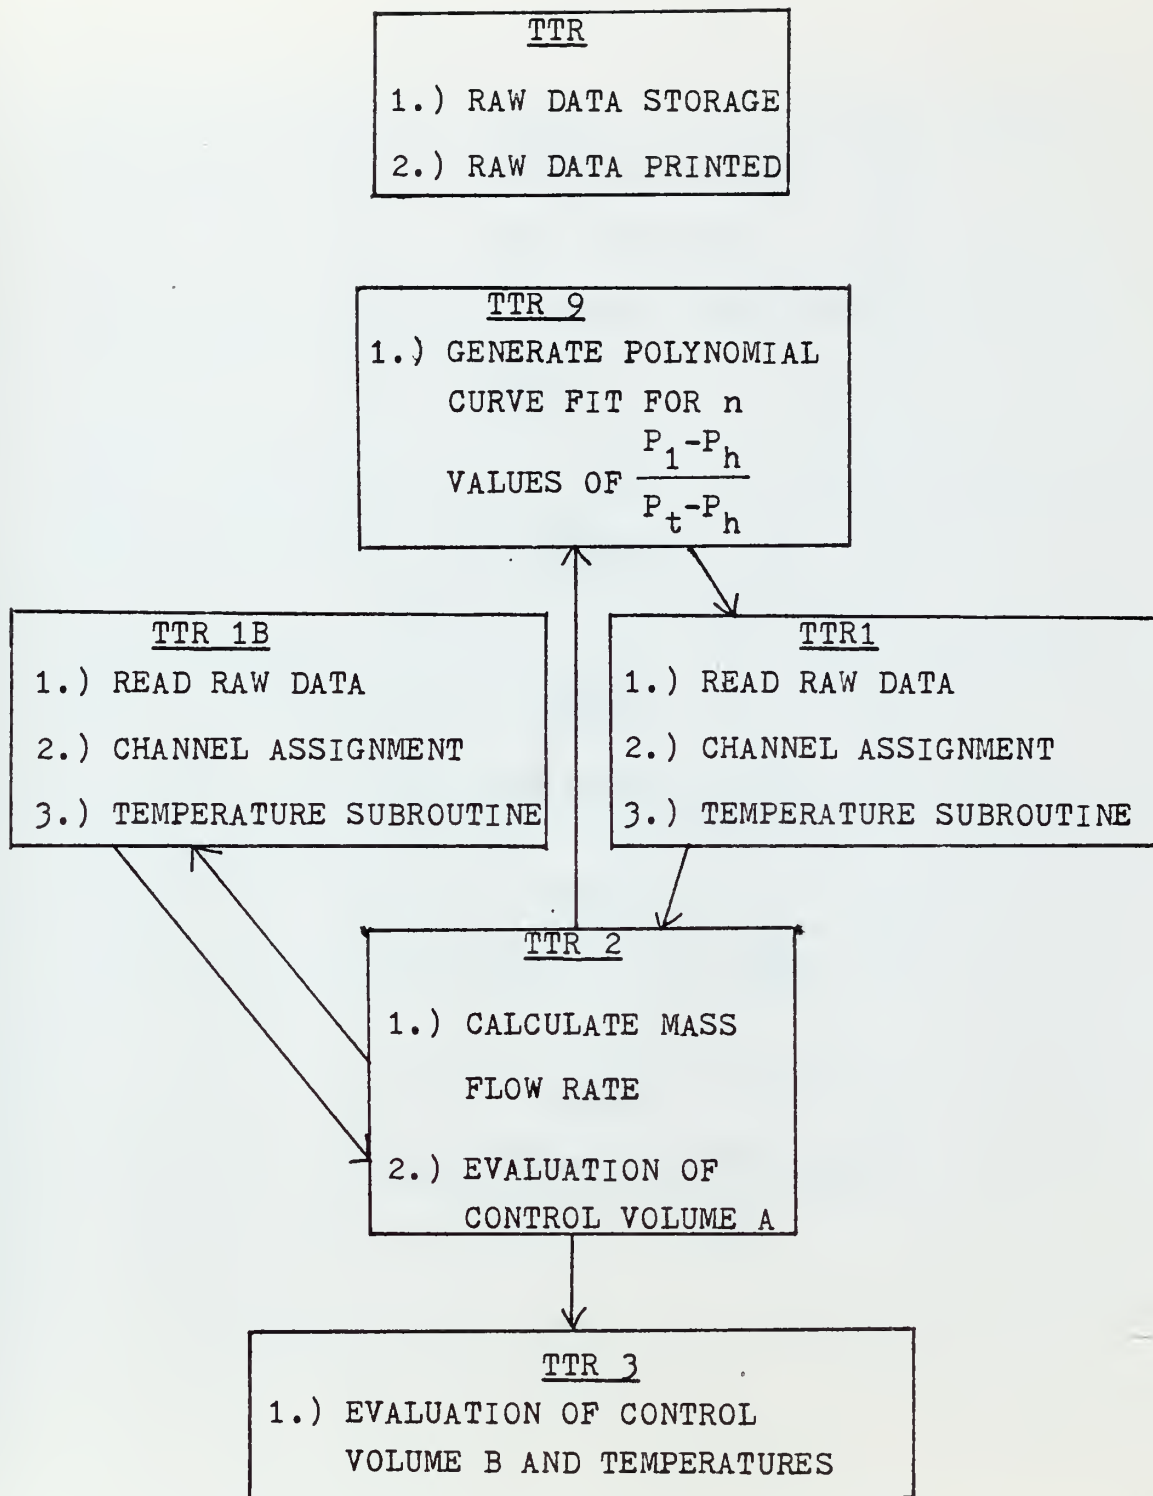 TTR
1.) RAW DATA STORAGE
2.) RAW DATA PRINTED
TTR 9
1.) GENERATE POLYNOMIAL
CURVE FIT FOR n
VALUES OF P1-Ph
Pt-Ph
TTR 1B
1.) READ RAW DATA
2.) CHANNEL ASSIGNMENT
3.) TEMPERATURE SUBROUTINE
TTR1
1.) READ RAW DATA
2.) CHANNEL ASSIGNMENT
3.) TEMPERATURE SUBROUTINE
TTR 2
1.) CALCULATE MASS
FLOW RATE
2.) EVALUATION OF
CONTROL VOLUME A
TTR 3
1.) EVALUATION OF CONTROL
VOLUME B AND TEMPERATURES